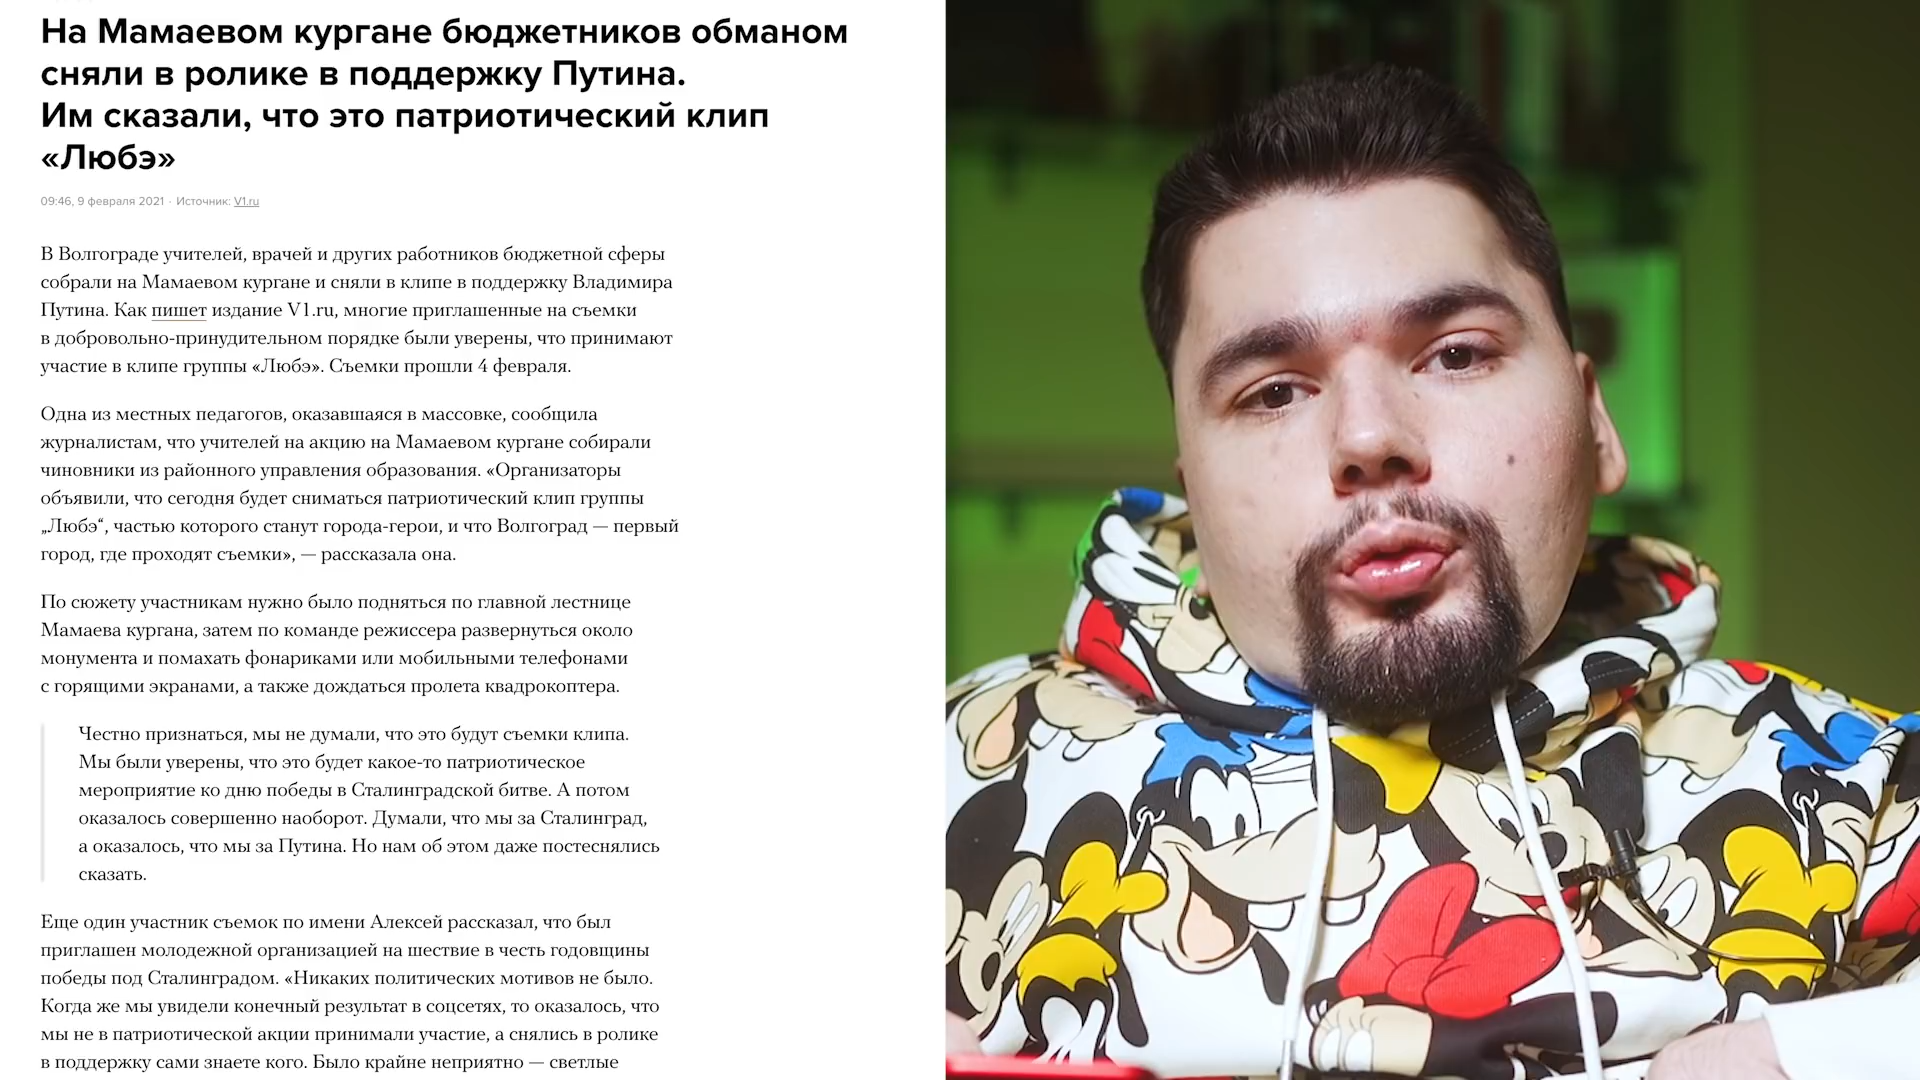 На Мамаевом кургане бюджетников обманом
сняли в ролике в поддержку Путина.
Им сказали, что это патриотический клип
«Любэ»
09:46, 9 февраля 2021 · Источник: V1.ru
В Волгограде учителей, врачей и других работников бюджетной сферы
собрали на Мамаевом кургане и сняли в клипе в поддержку Владимира
Путина. Как пишет издание V1.ru, многие приглашенные на съемки
в добровольно-принудительном порядке были уверены, что принимают
участие в клипе группы «Любэ». Съемки прошли 4 февраля.
Одна из местных педагогов, оказавшаяся в массовке, сообщила
журналистам, что учителей на акцию на Мамаевом кургане собирали
чиновники из районного управления образования. «Организаторы
объявили, что сегодня будет сниматься патриотический клип группы
„Любэ“, частью которого станут города-герои, и что Волгоград — первый
город, где проходят съемки», — рассказала она.
По сюжету участникам нужно было подняться по главной лестнице
Мамаева кургана, затем по команде режиссера развернуться около
монумента и помахать фонариками или мобильными телефонами
с горящими экранами, а также дождаться пролета квадрокоптера.
Честно признаться, мы не думали, что это будут съемки клипа.
Мы были уверены, что это будет какое-то патриотическое
мероприятие ко дню победы в Сталинградской битве. А потом
оказалось совершенно наоборот. Думали, что мы за Сталинград,
а оказалось, что мы за Путина. Но нам об этом даже постеснялись
сказать.
Еще один участник съемок по имени Алексей рассказал, что был
приглашен молодежной организацией на шествие в честь годовщины
победы под Сталинградом. «Никаких политических мотивов не было.
Когда же мы увидели конечный результат в соцсетях, то оказалось, что
мы не в патриотической акции принимали участие, а снялись в ролике
в поддержку сами знаете кого. Было крайне неприятно — светлые